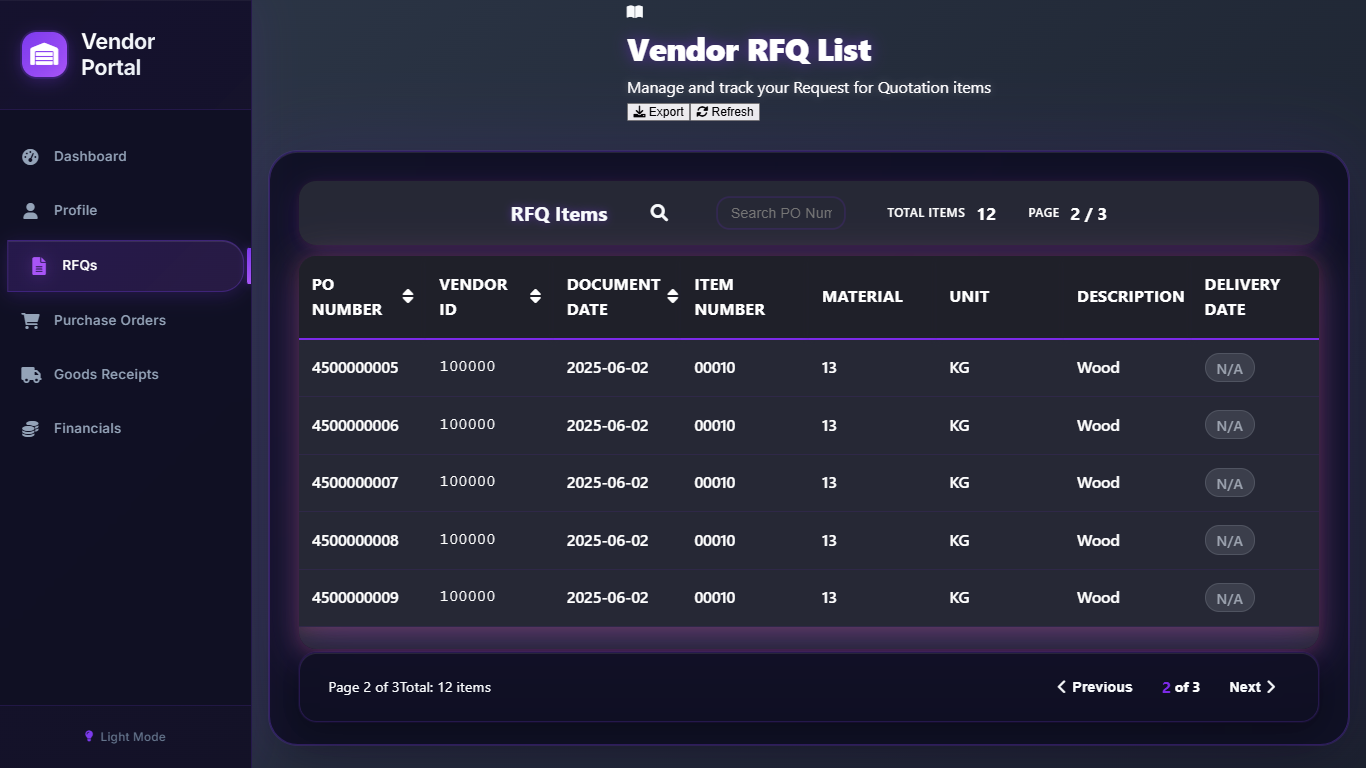 Vendor
Portal
Dashboard
Profile
RFQs
Purchase Orders
Goods Receipts
Financials
Light Mode
Vendor RFQ List
Manage and track your Request for Quotation items
Export Refresh
RFQ Items Search PO Num TOTAL ITEMS 12 PAGE 2 / 3
PO NUMBER VENDOR ID DOCUMENT DATE ITEM NUMBER MATERIAL UNIT DESCRIPTION DELIVERY DATE
4500000005 100000 2025-06-02 00010 13 KG Wood N/A
4500000006 100000 2025-06-02 00010 13 KG Wood N/A
4500000007 100000 2025-06-02 00010 13 KG Wood N/A
4500000008 100000 2025-06-02 00010 13 KG Wood N/A
4500000009 100000 2025-06-02 00010 13 KG Wood N/A
Page 2 of 3Total: 12 items Previous 2 of 3 Next